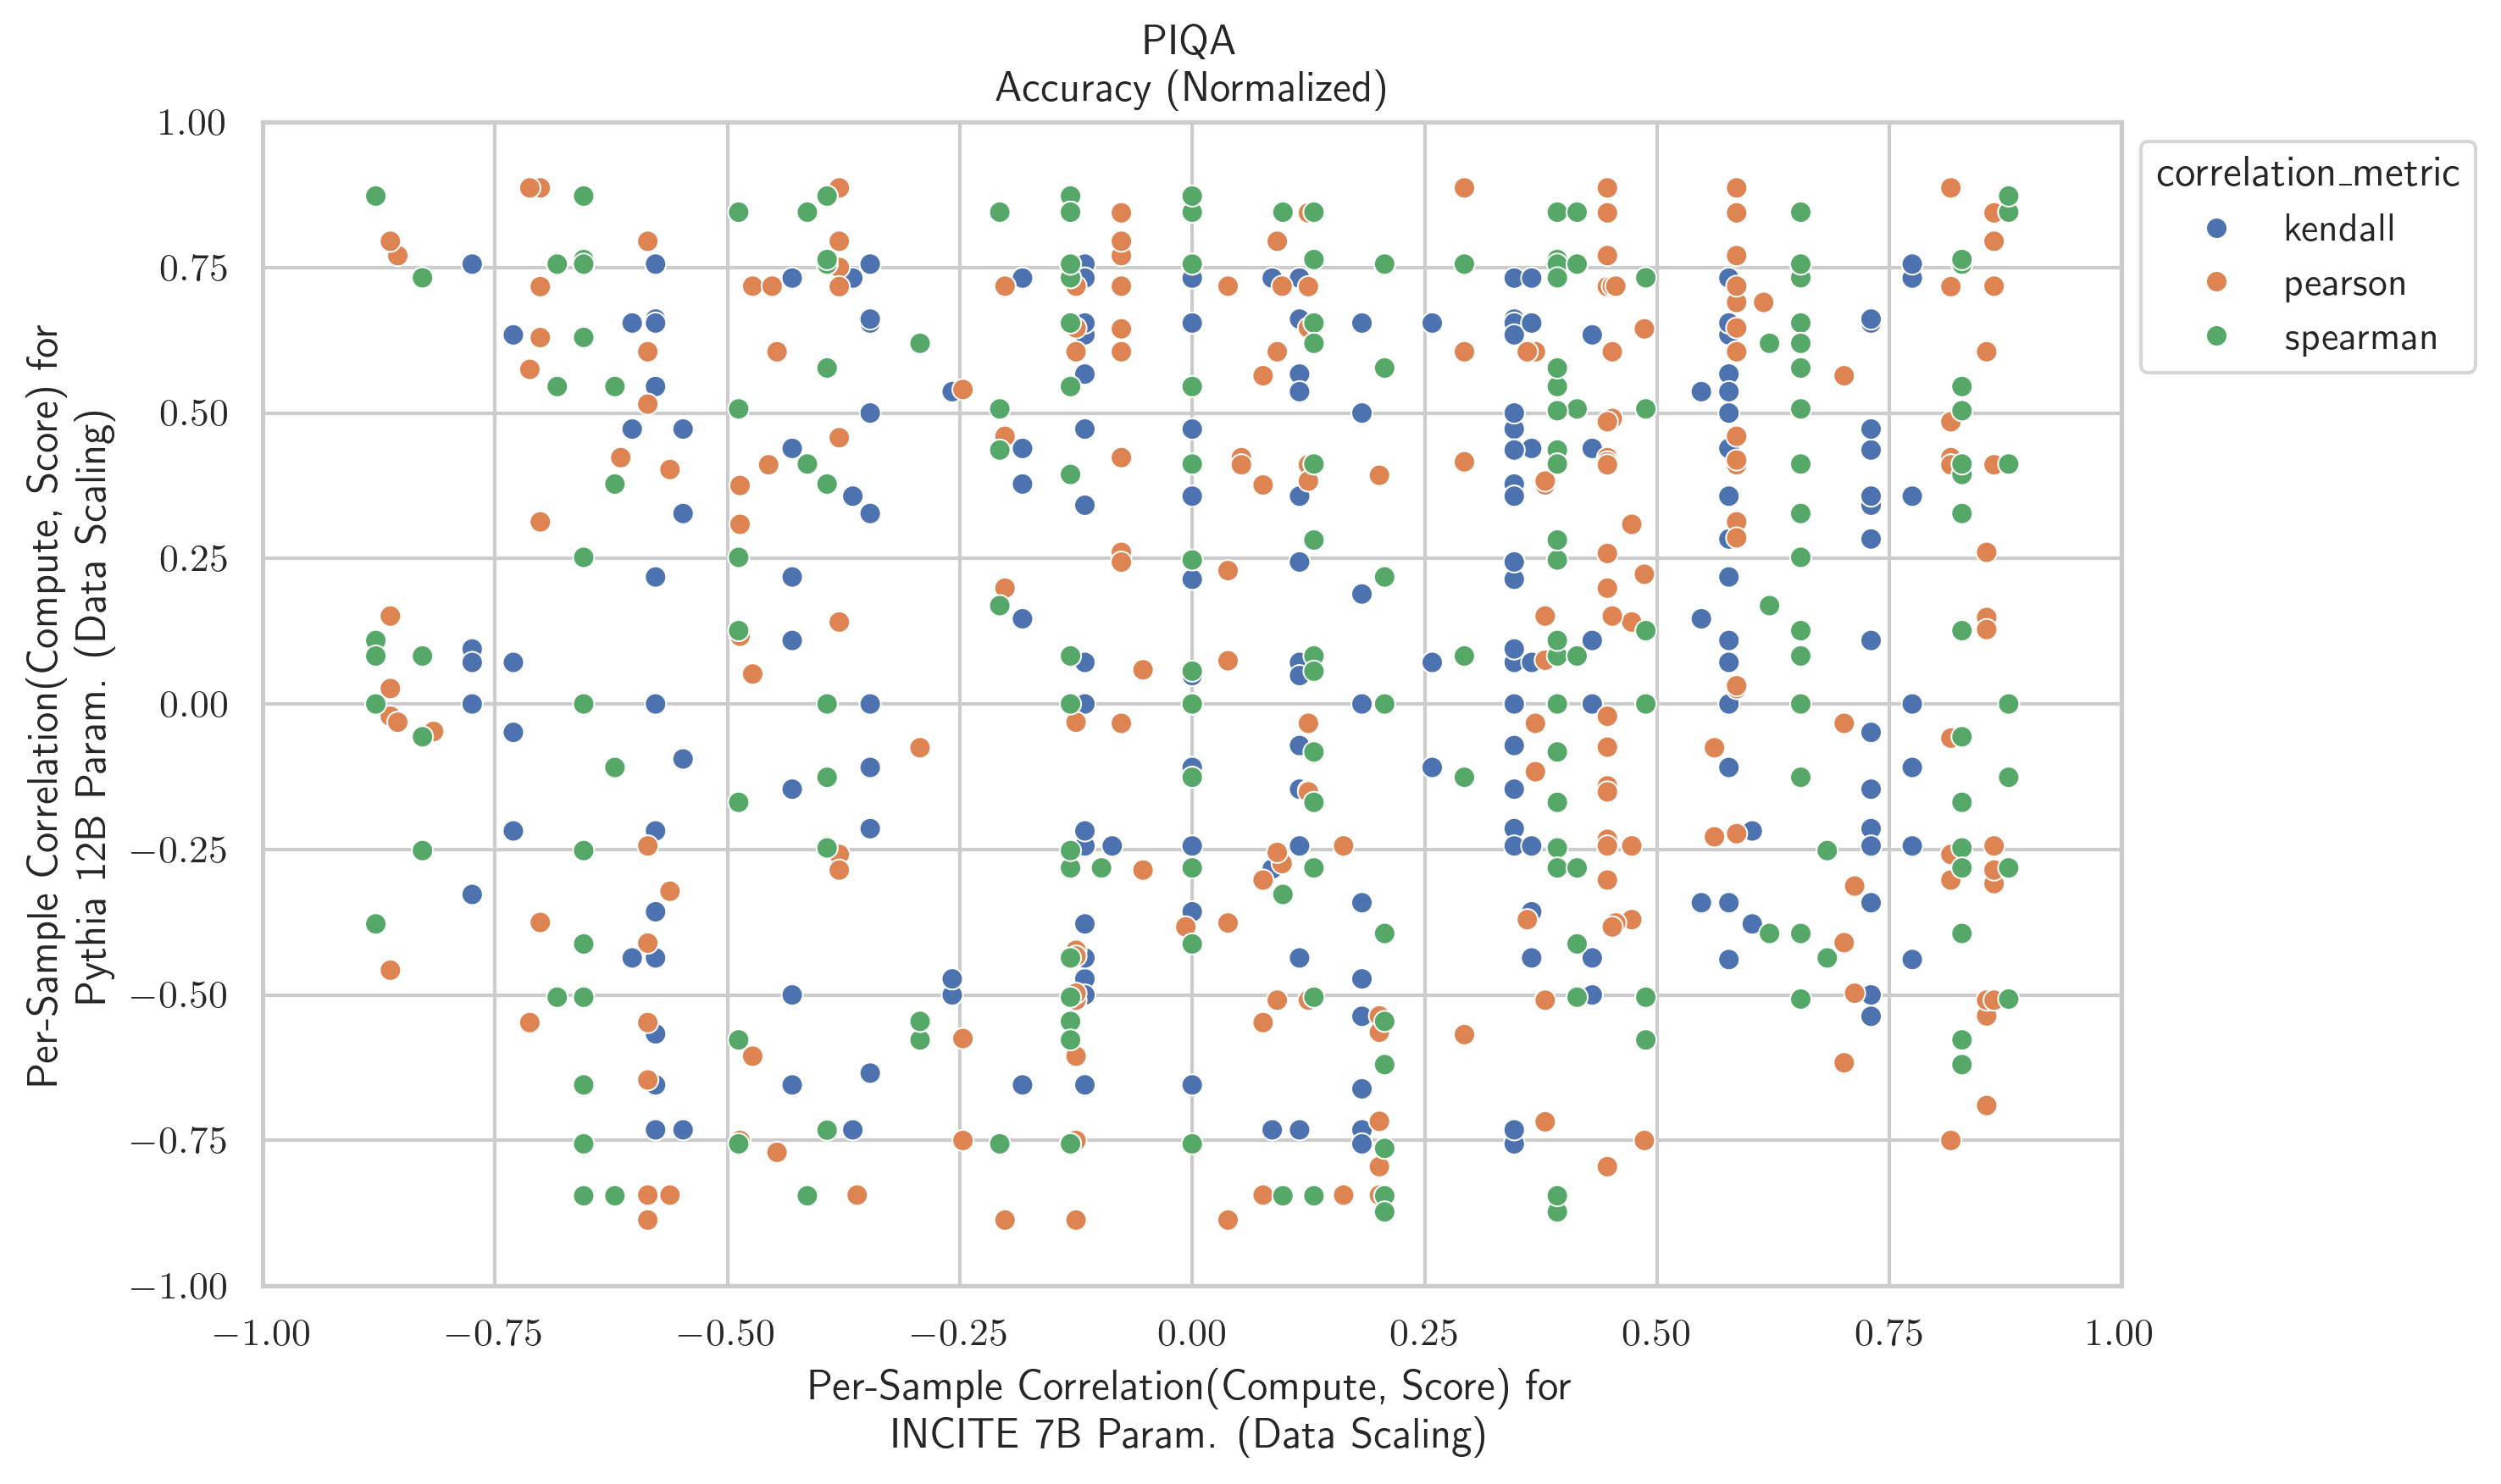 PIQA
Accuracy (Normalized)
Per-Sample Correlation(Compute, Score) for
Pythia 12B Param. (Data Scaling)
1.00
0.75
0.50
0.25
0.00
−0.25
−0.50
−0.75
−1.00
−1.00 −0.75 −0.50 −0.25 0.00 0.25 0.50 0.75 1.00
Per-Sample Correlation(Compute, Score) for
INCITE 7B Param. (Data Scaling)
correlation_metric
kendall
pearson
spearman